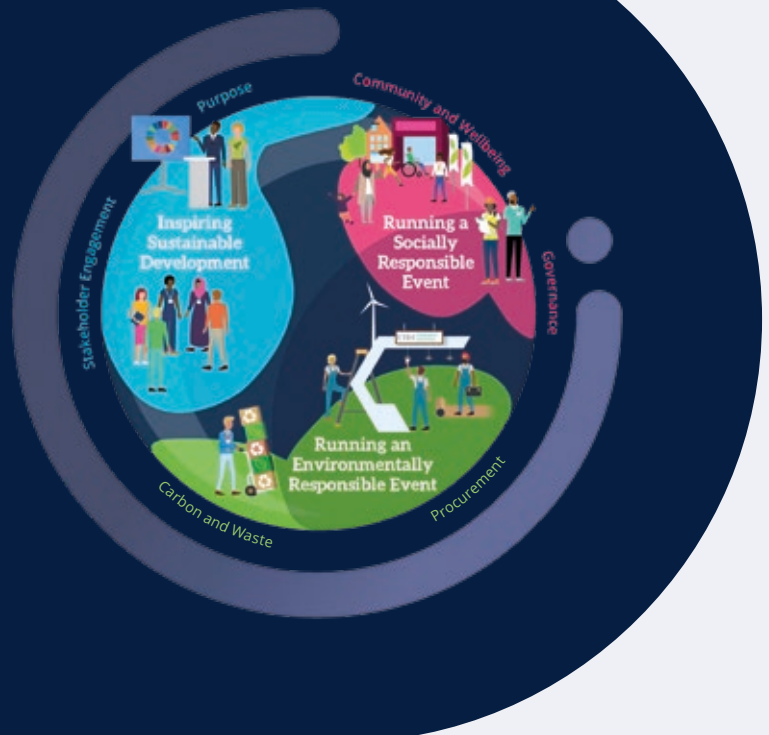 Purpose
Community and Wellbeing
Stakeholder Engagement
Inspiring
Sustainable
Development
Running a
Socially
Responsible
Event
Governance
Running an
Environmentally
Responsible Event
Carbon and Waste
Procurement